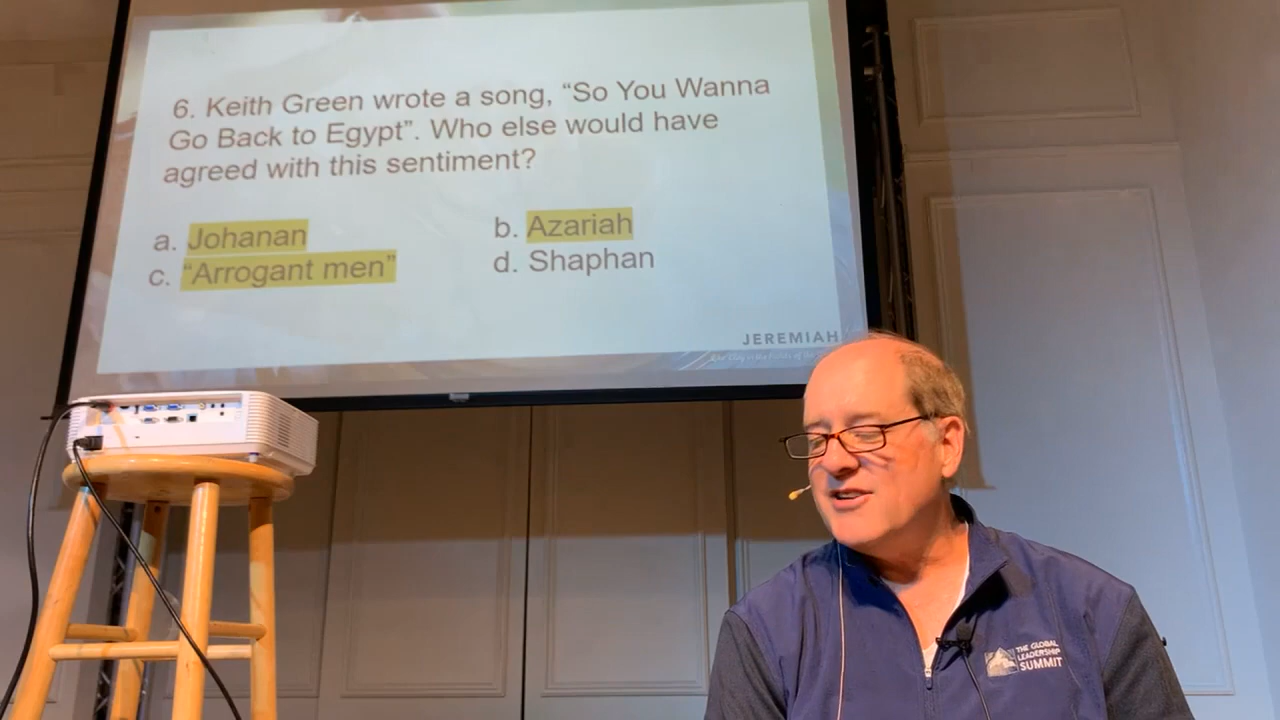 6. Keith Green wrote a song, “So You Wanna
Go Back to Egypt”. Who else would have
agreed with this sentiment?
a. Johanan
b. Azariah
c. “Arrogant men”
d. Shaphan
JEREMIAH
THE GLOBAL
LEADERSHIP
SUMMIT